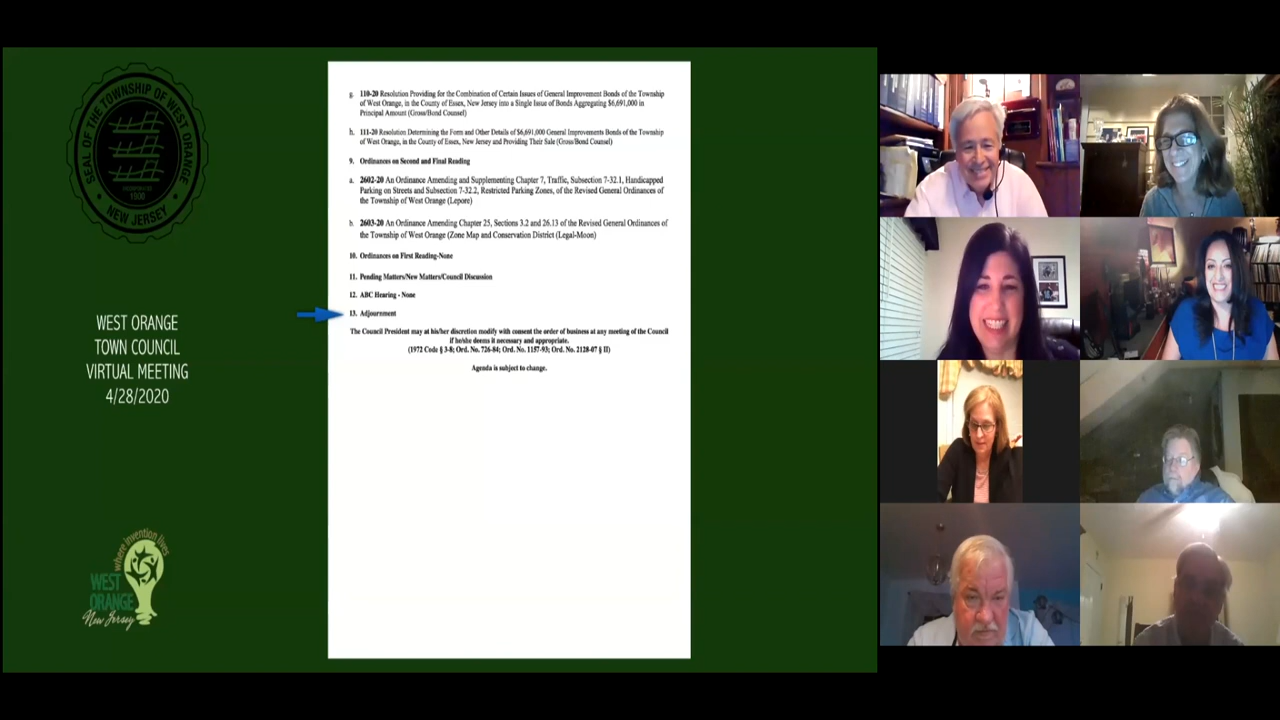 SEAL OF THE TOWNSHIP OF WEST ORANGE
INCORPORATED
1900
NEW JERSEY
WEST ORANGE
TOWN COUNCIL
VIRTUAL MEETING
4/28/2020
where invention lives
WEST
ORANGE
New Jersey
g. 110-20 Resolution Providing for the Combination of Certain Issues of General Improvement Bonds of the Township
of West Orange, in the County of Essex, New Jersey into a Single Issue of Bonds Aggregating $6,691,000 in
Principal Amount (Gross/Bond Counsel)
h. 111-20 Resolution Determining the Form and Other Details of $6,691,000 General Improvements Bonds of the Township
of West Orange, in the County of Essex, New Jersey and Providing Their Sale (Gross/Bond Counsel)
9. Ordinances on Second and Final Reading
a. 2602-20 An Ordinance Amending and Supplementing Chapter 7, Traffic, Subsection 7-32.1, Handicapped
Parking on Streets and Subsection 7-32.2, Restricted Parking Zones, of the Revised General Ordinances of
the Township of West Orange (Lepore)
b. 2603-20 An Ordinance Amending Chapter 25, Sections 3.2 and 26.13 of the Revised General Ordinances of
the Township of West Orange (Zone Map and Conservation District (Legal-Moon)
10. Ordinances on First Reading-None
11. Pending Matters/New Matters/Council Discussion
12. ABC Hearing - None
13. Adjournment
The Council President may at his/her discretion modify with consent the order of business at any meeting of the Council
if he/she deems it necessary and appropriate.
(1972 Code § 3-8; Ord. No. 726-84; Ord. No. 1157-93; Ord. No. 2128-07 § II)
Agenda is subject to change.